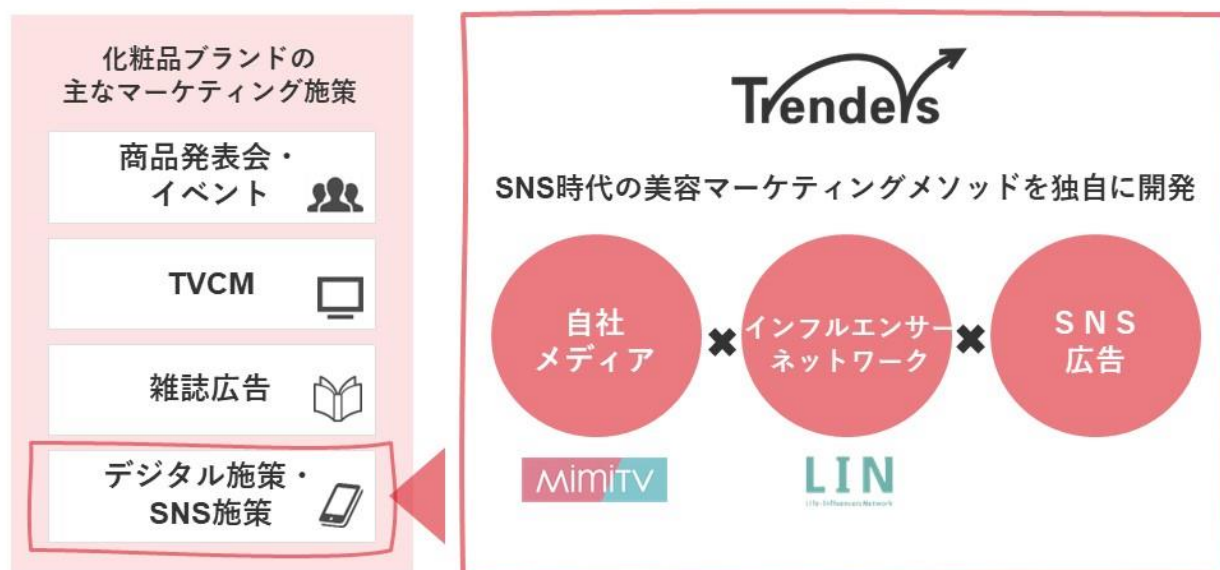 化粧品ブランドの
主なマーケティング施策
商品発表会・
イベント
TVCM
雑誌広告
デジタル施策・
SNS施策
Trenders
SNS時代の美容マーケティングメソッドを独自に開発
自社
メディア
インフルエンサー
ネットワーク
ＳＮＳ
広告
MimiTV
LIN
Life-Influencers Network